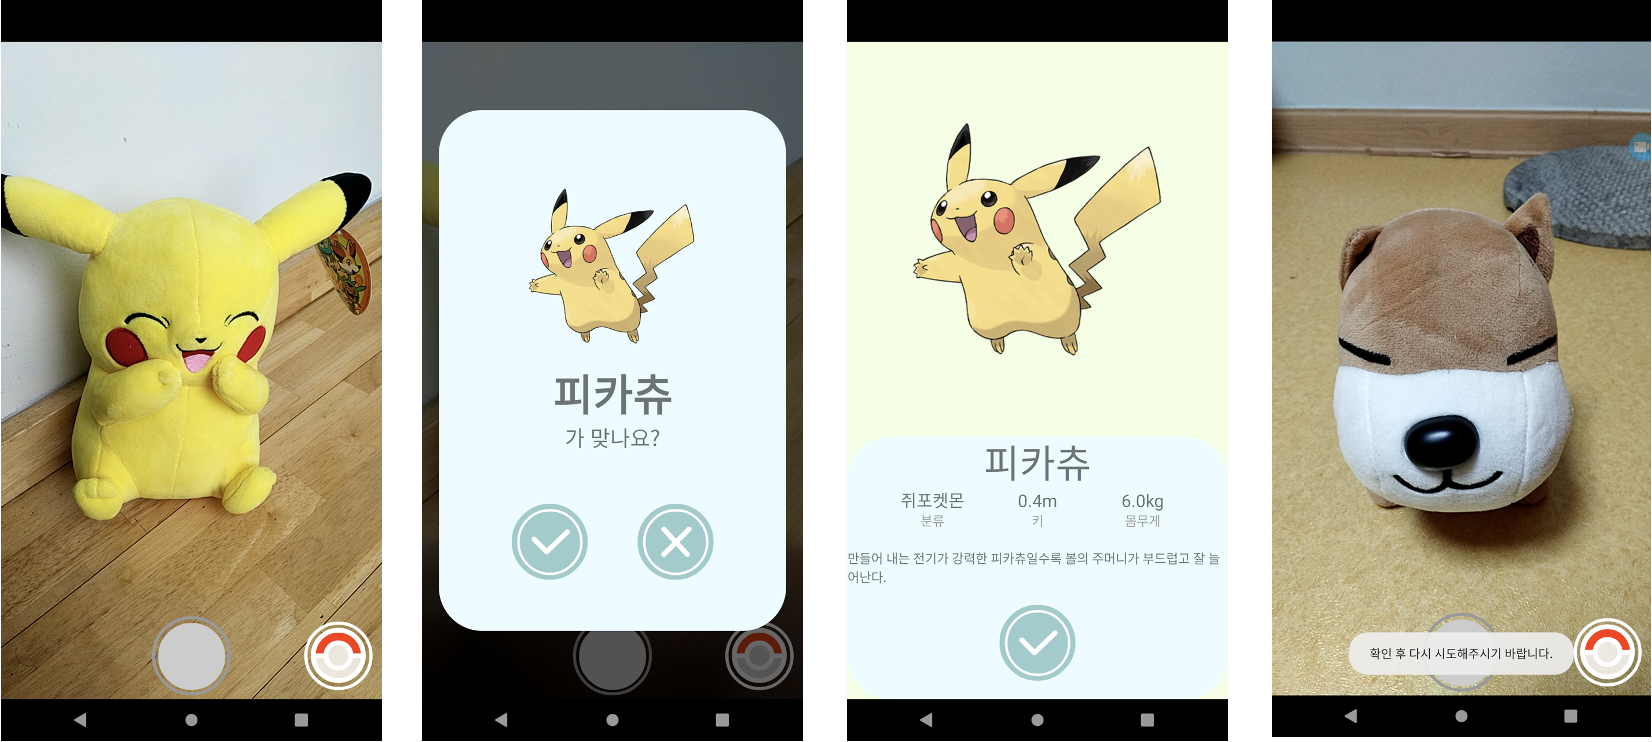 피카츄
가 맞나요?
피카츄
쥐포켓몬
0.4m
6.0kg
분류
키
몸무게
만들어 내는 전기가 강력한 피카츄일수록 볼의 주머니가 부드럽고 잘 늘
어난다.
확인 후 다시 시도해주시기 바랍니다.